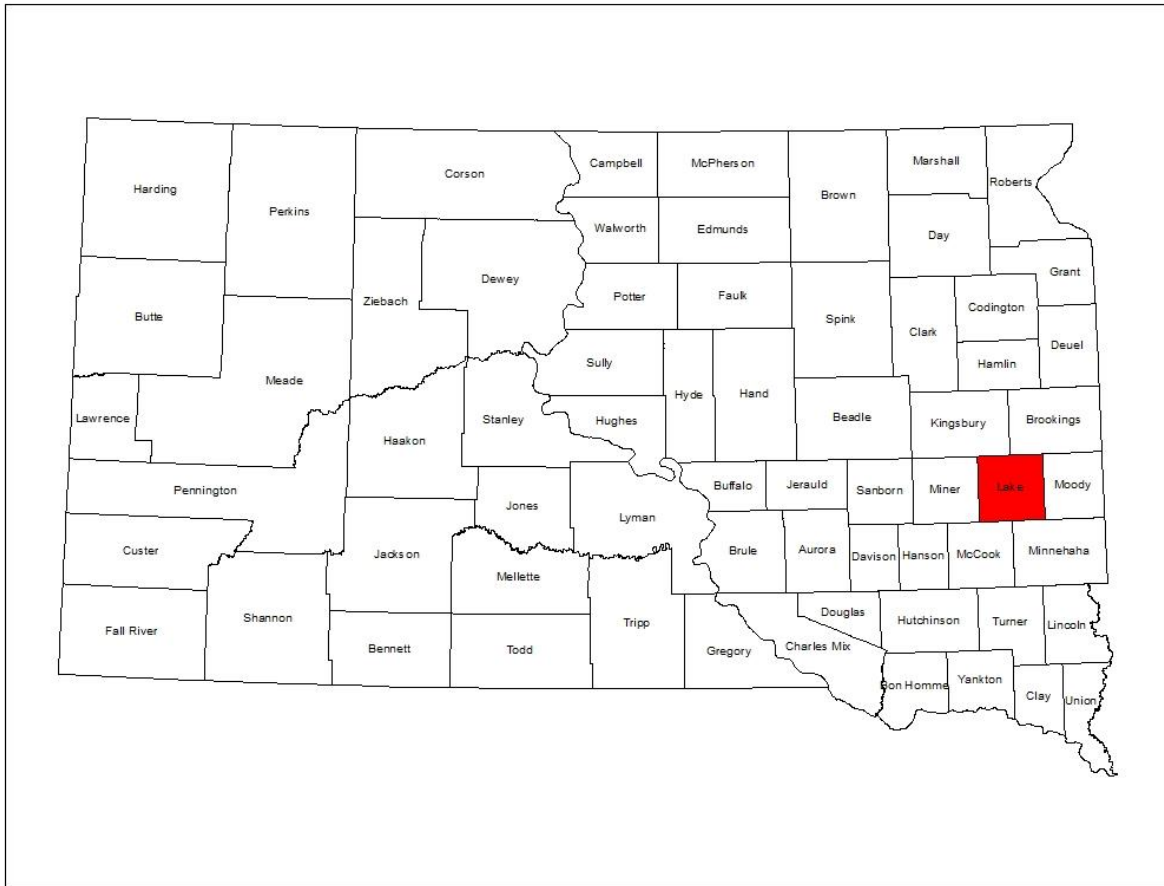 Harding
Perkins
Corson
Campbell
McPherson
Brown
Marshall
Roberts
Walworth
Edmunds
Day
Dewey
Ziebach
Butte
Potter
Faulk
Spink
Grant
Codington
Clark
Deuel
Hamlin
Meade
Sully
Hyde
Hand
Lawrence
Haakon
Stanley
Hughes
Beadle
Kingsbury
Brookings
Pennington
Jones
Lyman
Buffalo
Jerauld
Sanborn
Miner
Lake
Moody
Custer
Jackson
Mellette
Brule
Aurora
Davison
Hanson
McCook
Minnehaha
Fall River
Shannon
Bennett
Todd
Tripp
Gregory
Charles Mix
Douglas
Hutchinson
Turner
Lincoln
Bon Homme
Yankton
Clay
Union